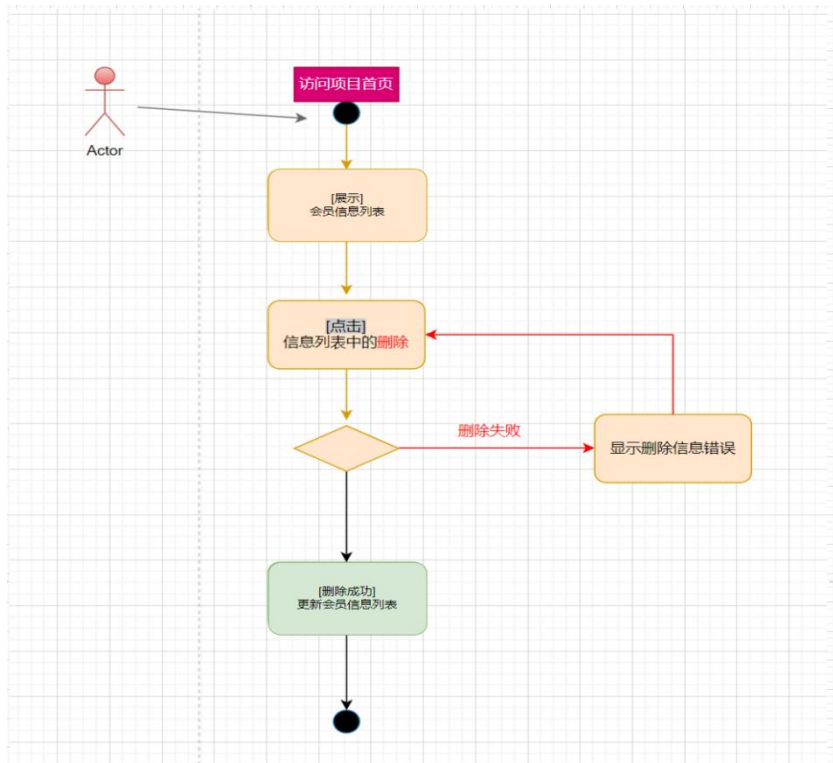 访问项目首页
Actor
[展示]
会员信息列表
[点击]
信息列表中的删除
删除失败
显示删除信息错误
[删除成功]
更新会员信息列表